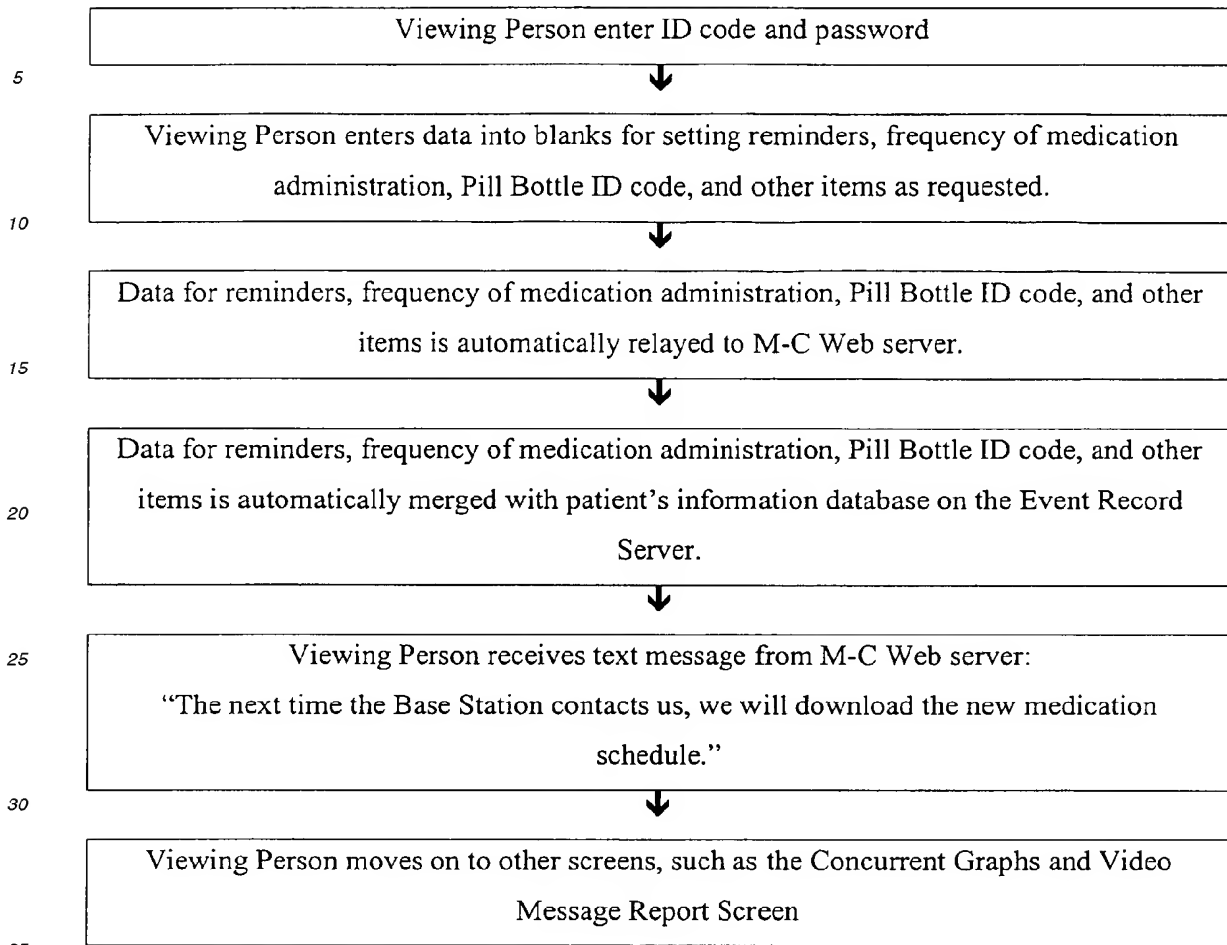 Viewing Person enter ID code and password
5
Viewing Person enters data into blanks for setting reminders, frequency of medication
administration, Pill Bottle ID code, and other items as requested.
10
Data for reminders, frequency of medication administration, Pill Bottle ID code, and other
items is automatically relayed to M-C Web server.
15
Data for reminders, frequency of medication administration, Pill Bottle ID code, and other
items is automatically merged with patient's information database on the Event Record
20
Server.
Viewing Person receives text message from M-C Web server:
25
“The next time the Base Station contacts us, we will download the new medication
schedule.”
30
Viewing Person moves on to other screens, such as the Concurrent Graphs and Video
Message Report Screen